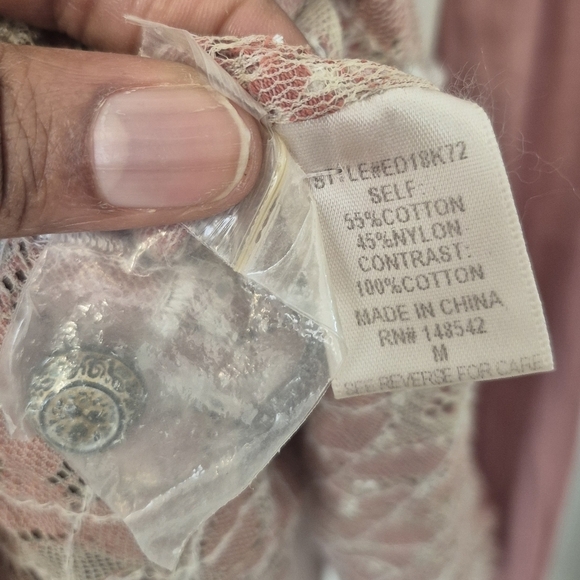 STYLE#ED18K72
SELF:
55%COTTON
45%NYLON
CONTRAST:
100%COTTON
MADE IN CHINA
RN# 148542
M
SEE REVERSE FOR CARE